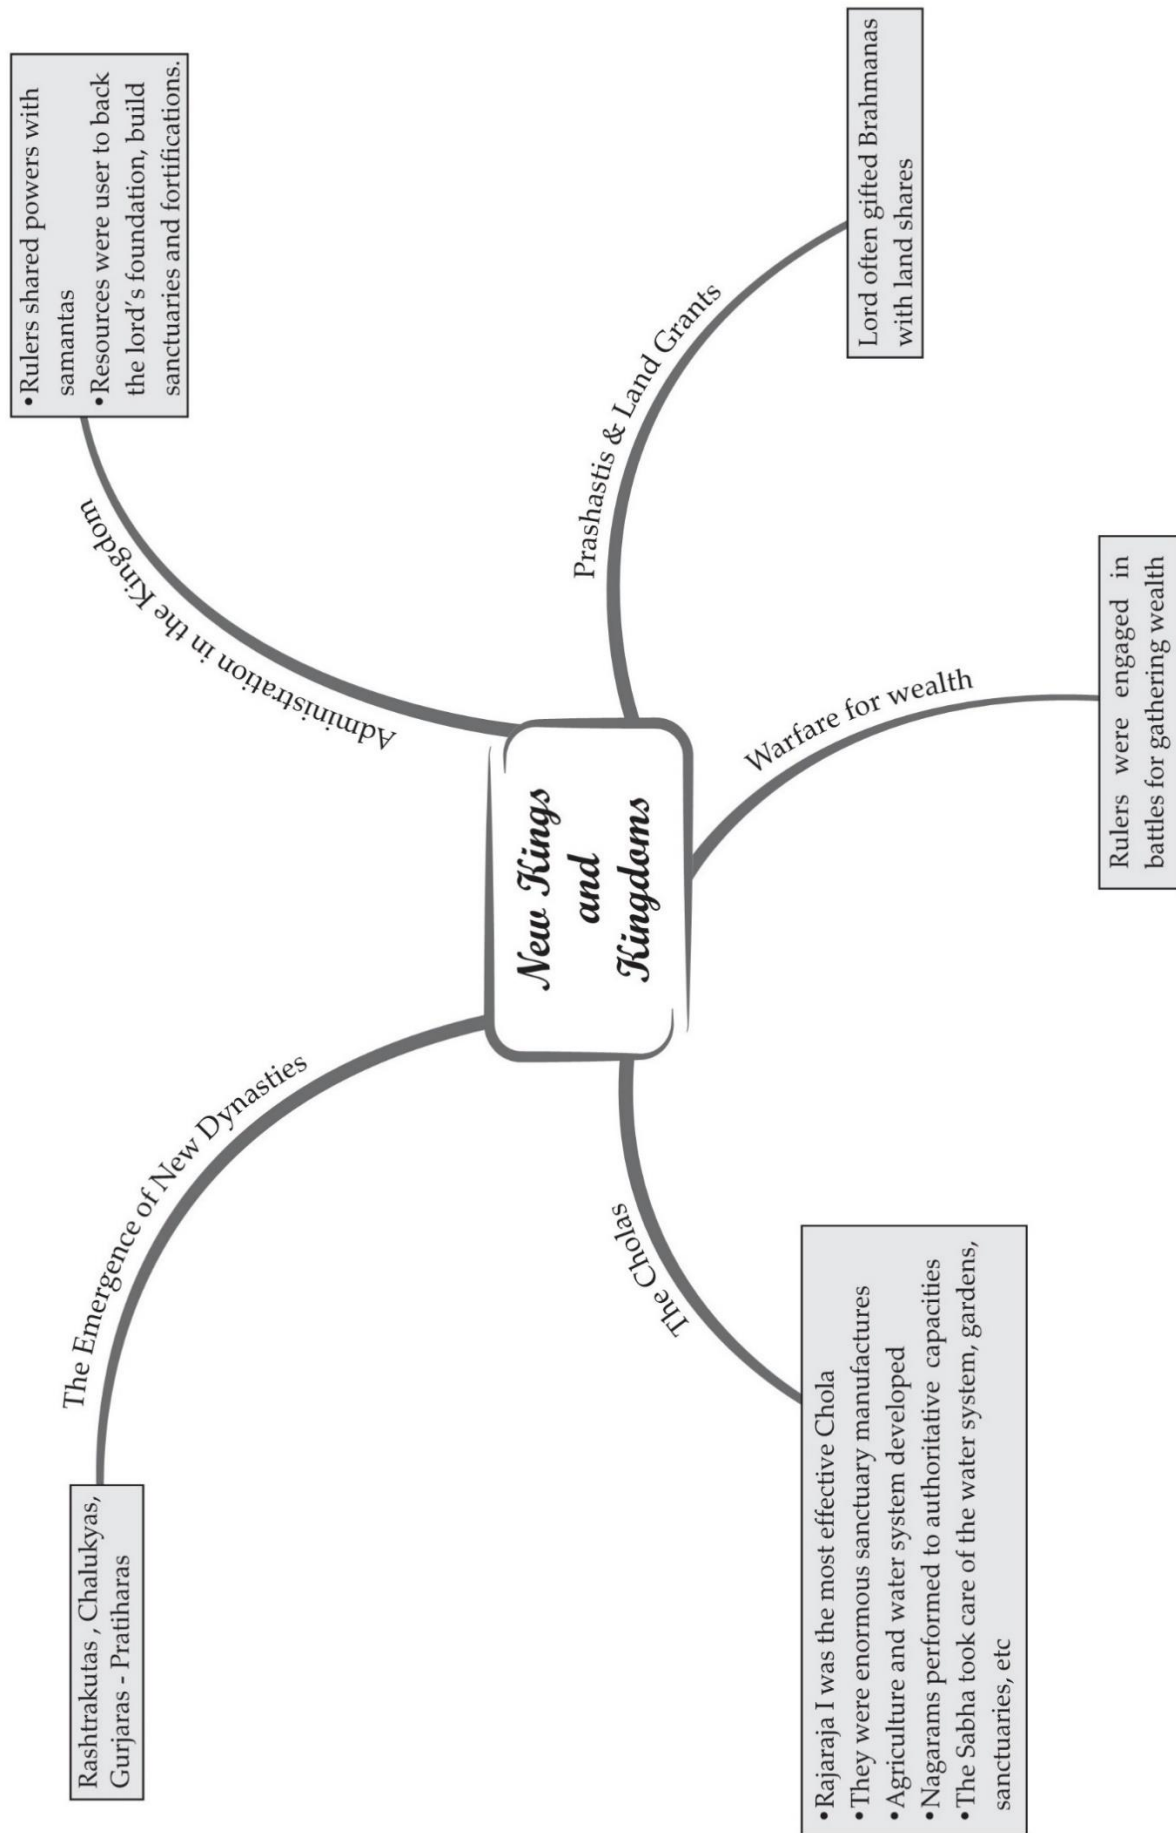 New Kings
and
Kingdoms
The Emergence of New Dynasties
Rashtrakutas , Chalukyas,
Gurjaras - Pratiharas
Administration in the Kingdom
•Rulers shared powers with
samantas
•Resources were user to back
the lord's foundation, build
sanctuaries and fortifications.
Prashastis & Land Grants
Lord often gifted Brahmanas
with land shares
Warfare for wealth
Rulers were engaged in
battles for gathering wealth
The Cholas
•Rajaraja I was the most effective Chola
•They were enormous sanctuary manufactures
•Agriculture and water system developed
•Nagarams performed to authoritative capacities
•The Sabha took care of the water system, gardens,
sanctuaries, etc